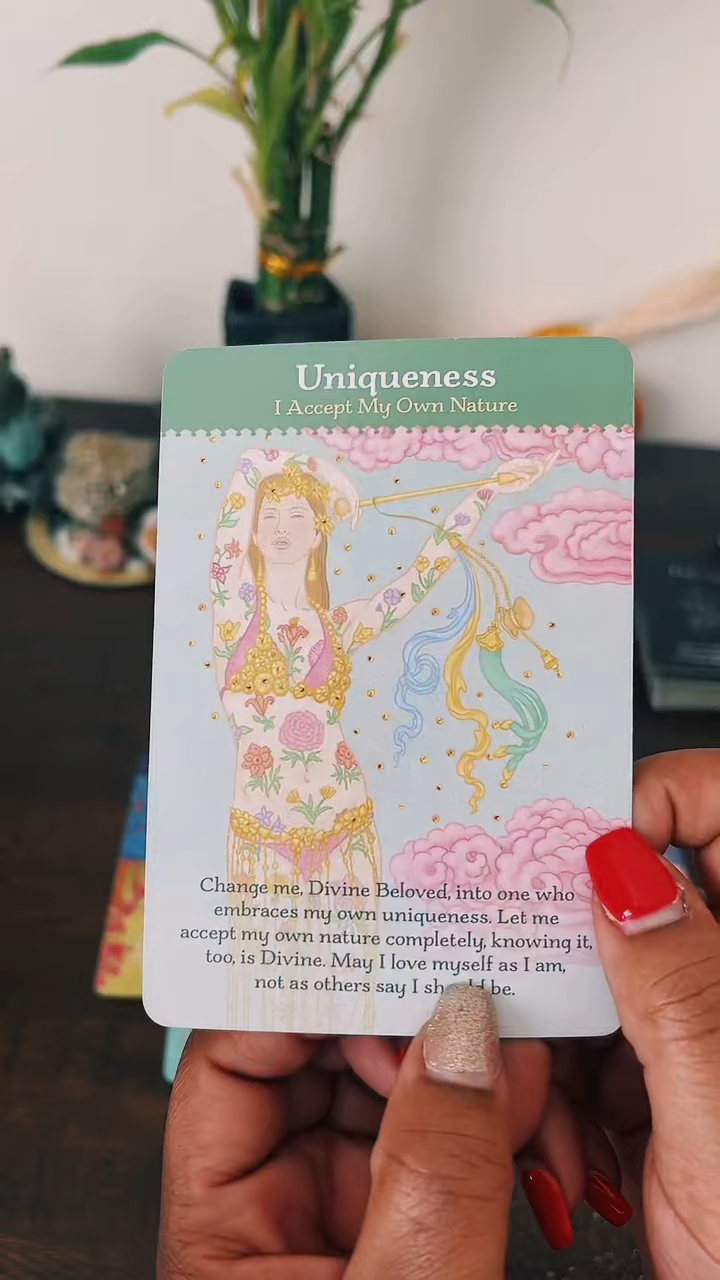 Uniqueness
I Accept My Own Nature
Change me, Divine Beloved, into one who
embraces my own uniqueness. Let me
accept my own nature completely, knowing it,
too, is Divine. May I love myself as I am,
not as others say I should be.